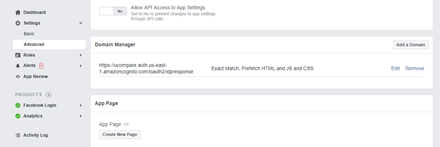 Dashboard
Settings
Basic
Advanced
Roles
Alerts
App Review
PRODUCTS
Facebook Login
Analytics
Activity Log
Allow API Access to App Settings
No
Set to No to prevent changes to app settings
through API calls
Domain Manager
Add a Domain
https://ucompare.auth.us-east-
1.amazoncognito.com/oauth2/idpresponse
Exact Match, Prefetch HTML and JS and CSS
Edit
Remove
App Page
App Page [?]
Create New Page